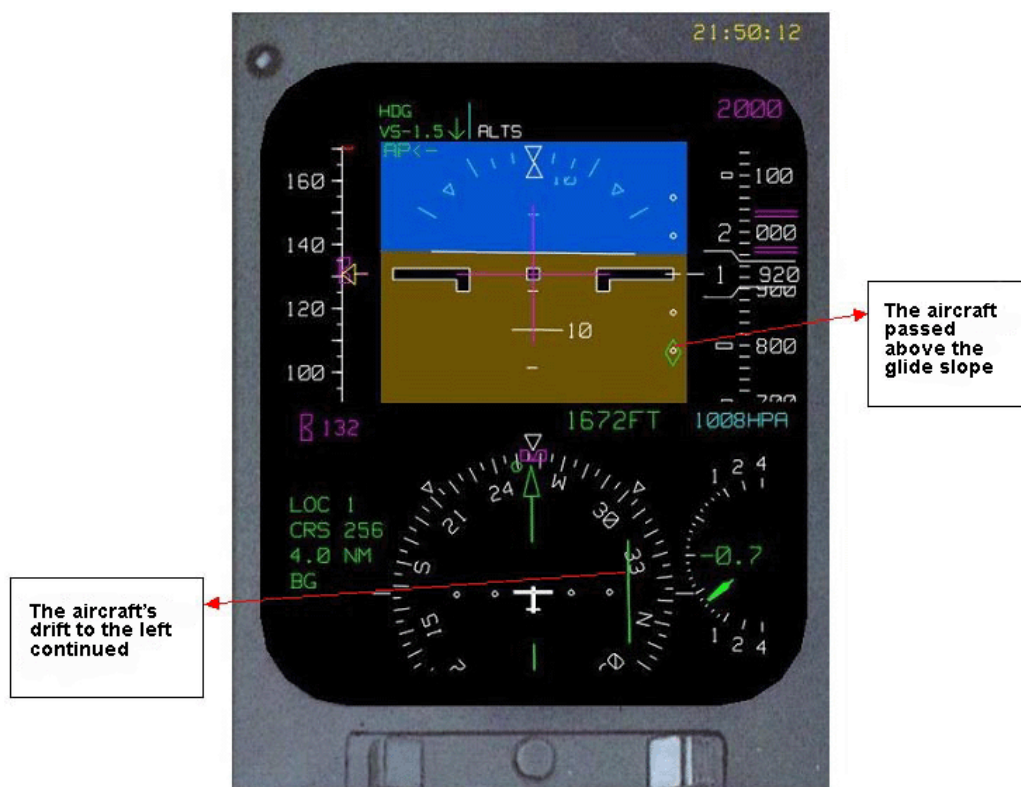 21:50:12
HDG
VS-1.5
ALTS
AP<-
2000
10
160
140
120
100
100
2 000
1 920
900
800
700
10
The aircraft
passed
above the
glide slope
132
1672FT
1008HPA
LOC 1
CRS 256
4.0 NM
BG
S
21
24
W
30
33
N
15
1
2
4
-0.7
1
2
4
The aircraft's
drift to the left
continued